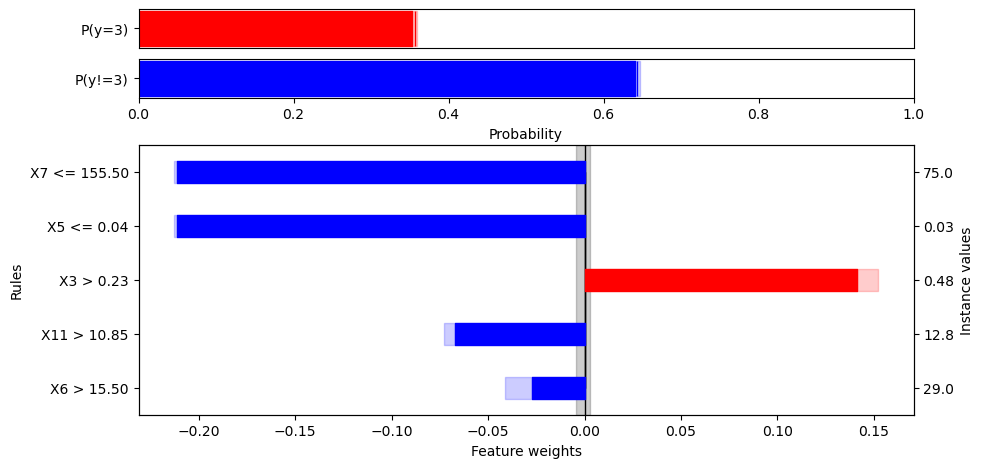 P(y=3)
P(y!=3)
0.0 0.2 0.4 0.6 0.8 1.0
Probability
X7 <= 155.50 75.0
X5 <= 0.04 0.03
X3 > 0.23 0.48
X11 > 10.85 12.8
X6 > 15.50 29.0
Rules
Instance values
−0.20 −0.15 −0.10 −0.05 0.00 0.05 0.10 0.15
Feature weights